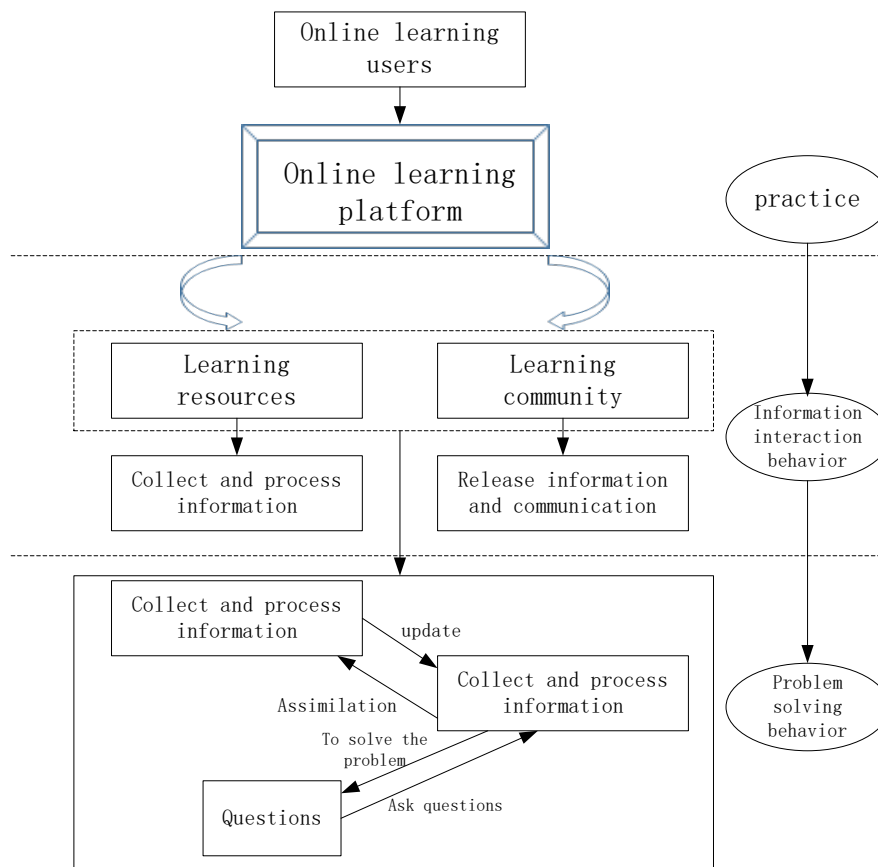 Online learning
users
Online learning
platform
practice
Learning
resources
Learning
community
Information
interaction
behavior
Collect and process
information
Release information
and communication
Collect and process
information
update
Collect and process
information
Assimilation
Problem
solving
behavior
To solve the
problem
Ask questions
Questions